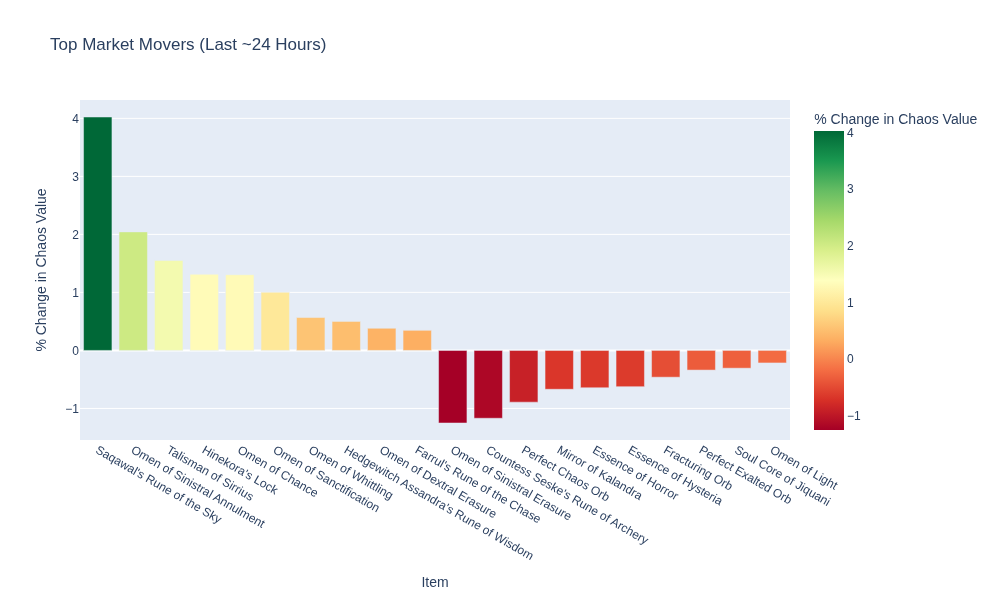 Top Market Movers (Last ~24 Hours)
% Change in Chaos Value
4
3
2
1
0
−1
Saqawal's Rune of the Sky
Omen of Sinistral Annulment
Talisman of Sirrius
Hinekora's Lock
Omen of Chance
Omen of Sanctification
Omen of Whittling
Hedgewitch Assandra's Rune of Wisdom
Omen of Dextral Erasure
Farrul's Rune of the Chase
Omen of Sinistral Erasure
Countess Seske's Rune of Archery
Perfect Chaos Orb
Mirror of Kalandra
Essence of Horror
Essence of Hysteria
Fracturing Orb
Perfect Exalted Orb
Soul Core of Jiquani
Omen of Light
Item
% Change in Chaos Value
4
3
2
1
0
−1